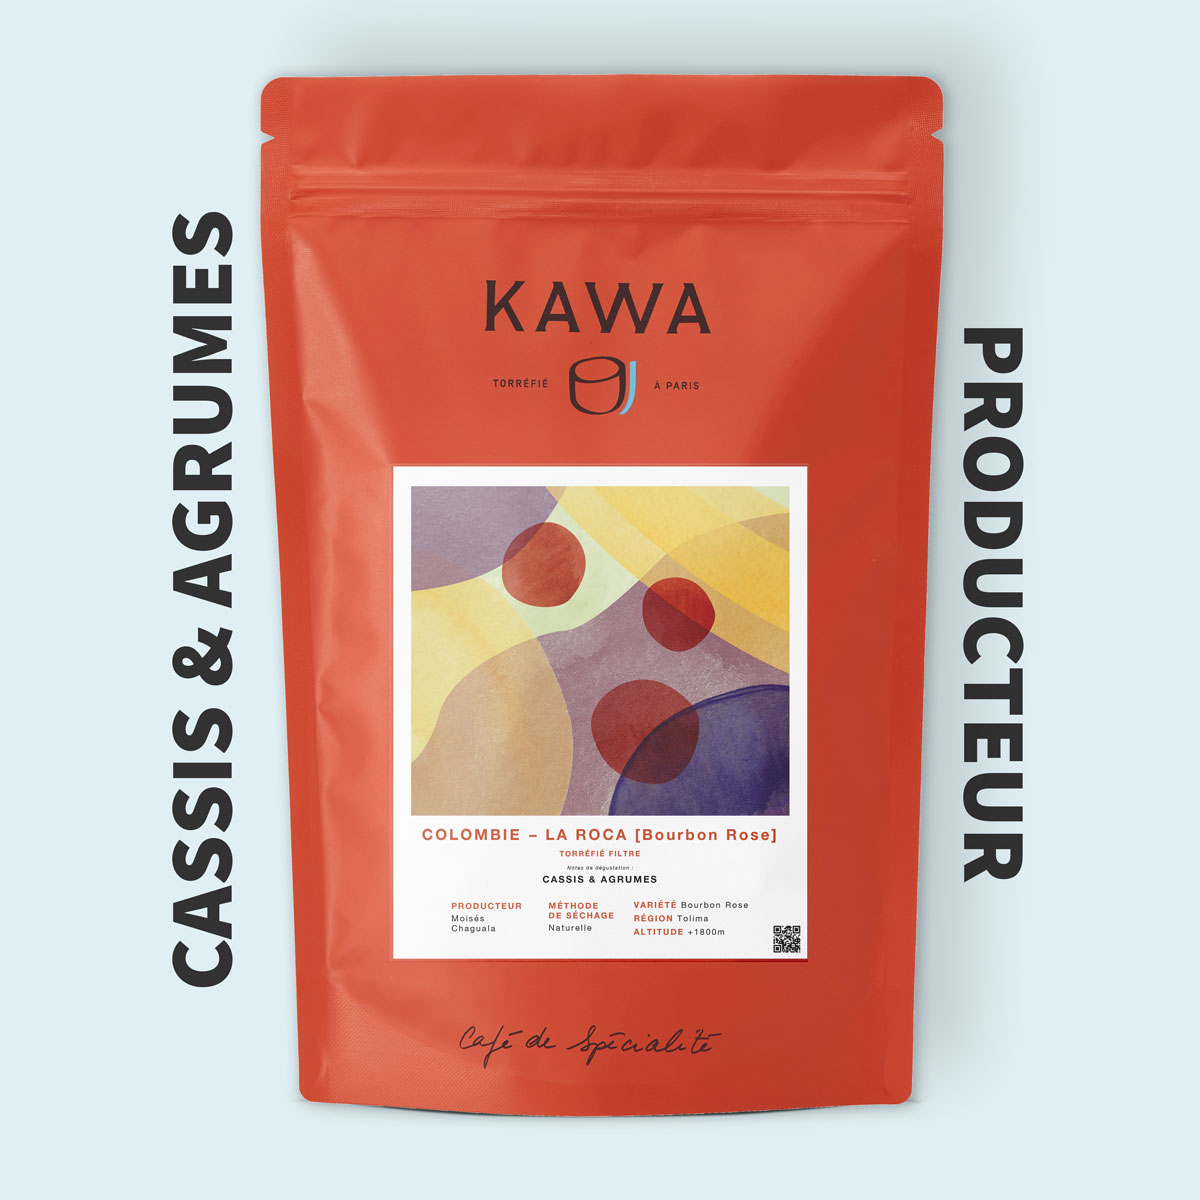 CASSIS & AGRUMES
KAWA
TORRÉFIÉ À PARIS
COLOMBIE – LA ROCA [Bourbon Rose]
TORRÉFIÉ FILTRE
Notes de dégustation :
CASSIS & AGRUMES
PRODUCTEUR
Moisés
Chaguala
MÉTHODE
DE SÉCHAGE
Naturelle
VARIÉTÉ Bourbon Rose
RÉGION Tolima
ALTITUDE +1800m
Café de Spécialité
PRODUCTEUR